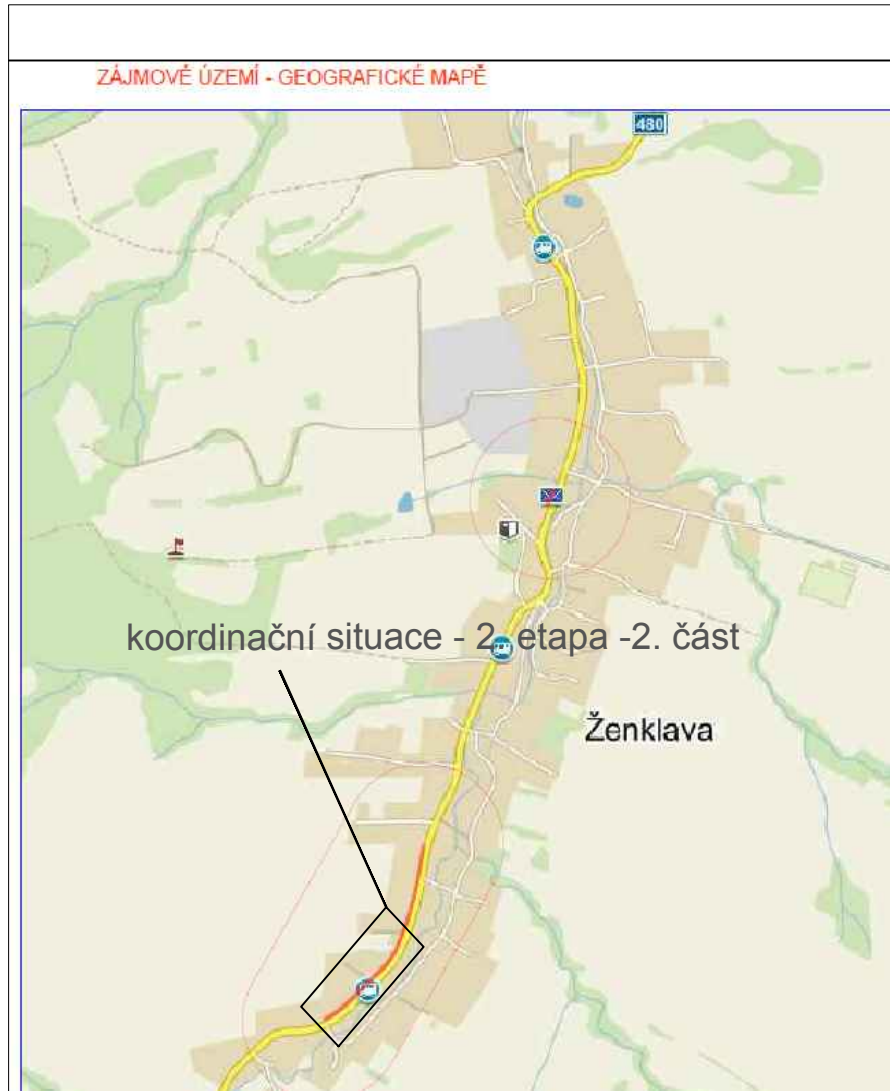 ZÁJMOVÉ ÚZEMÍ - GEOGRAFICKÉ MAPĚ
480
koordinační situace - 2. etapa -2. část
Ženklava